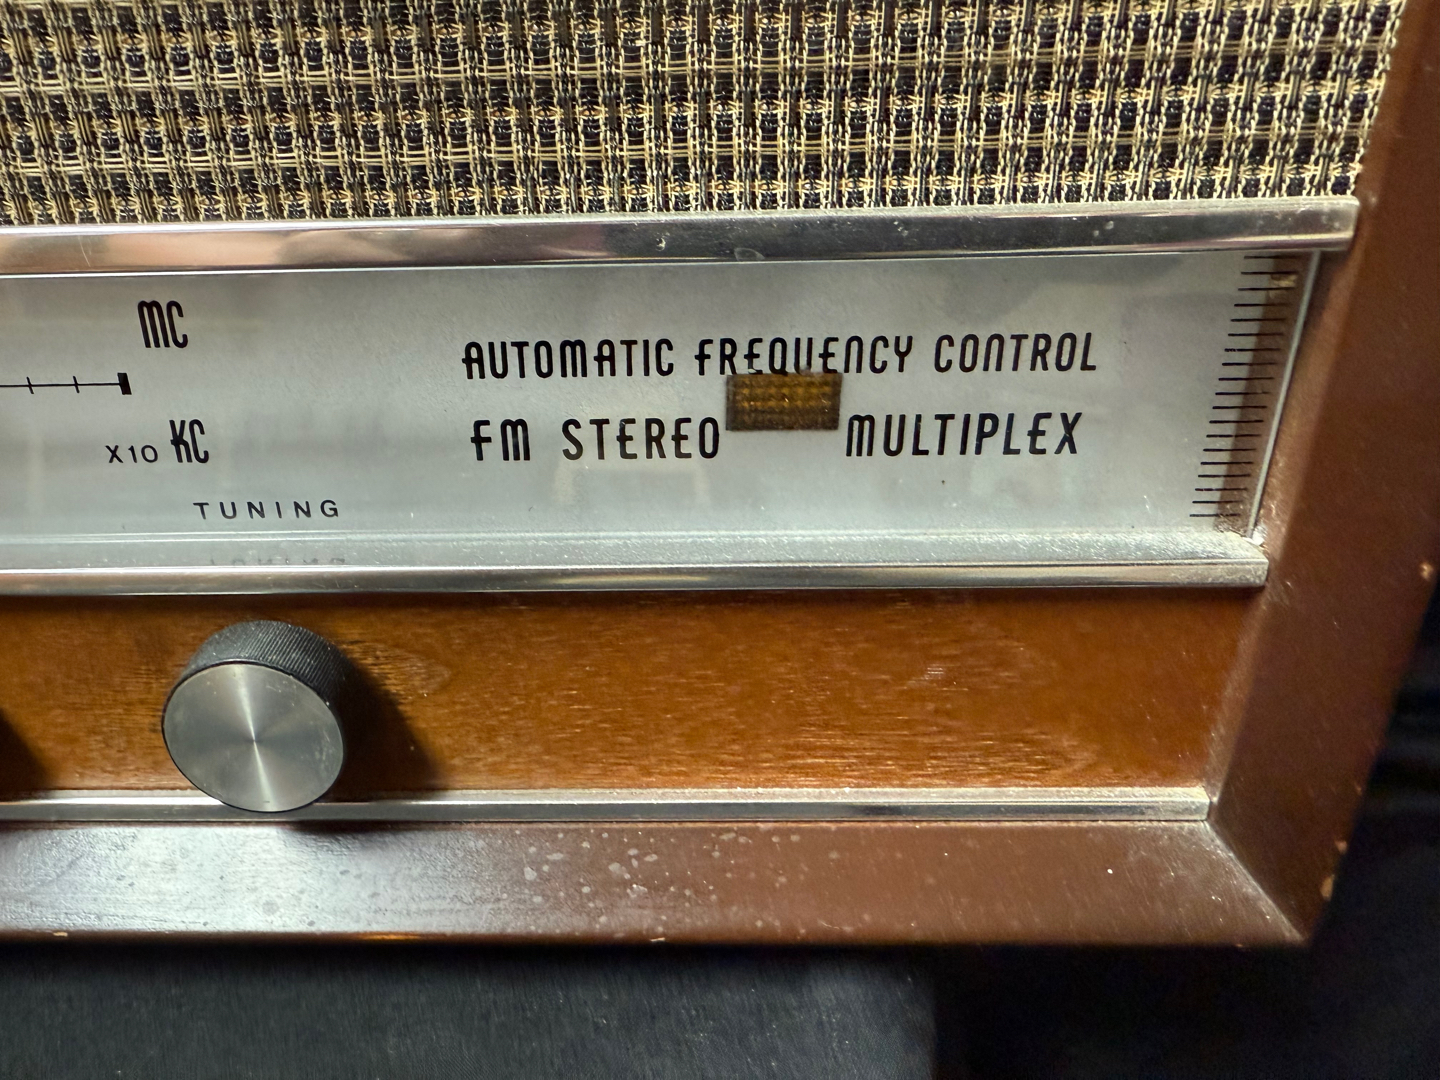 MC
AUTOMATIC FREQUENCY CONTROL
X10 KC
FM STEREO MULTIPLEX
TUNING